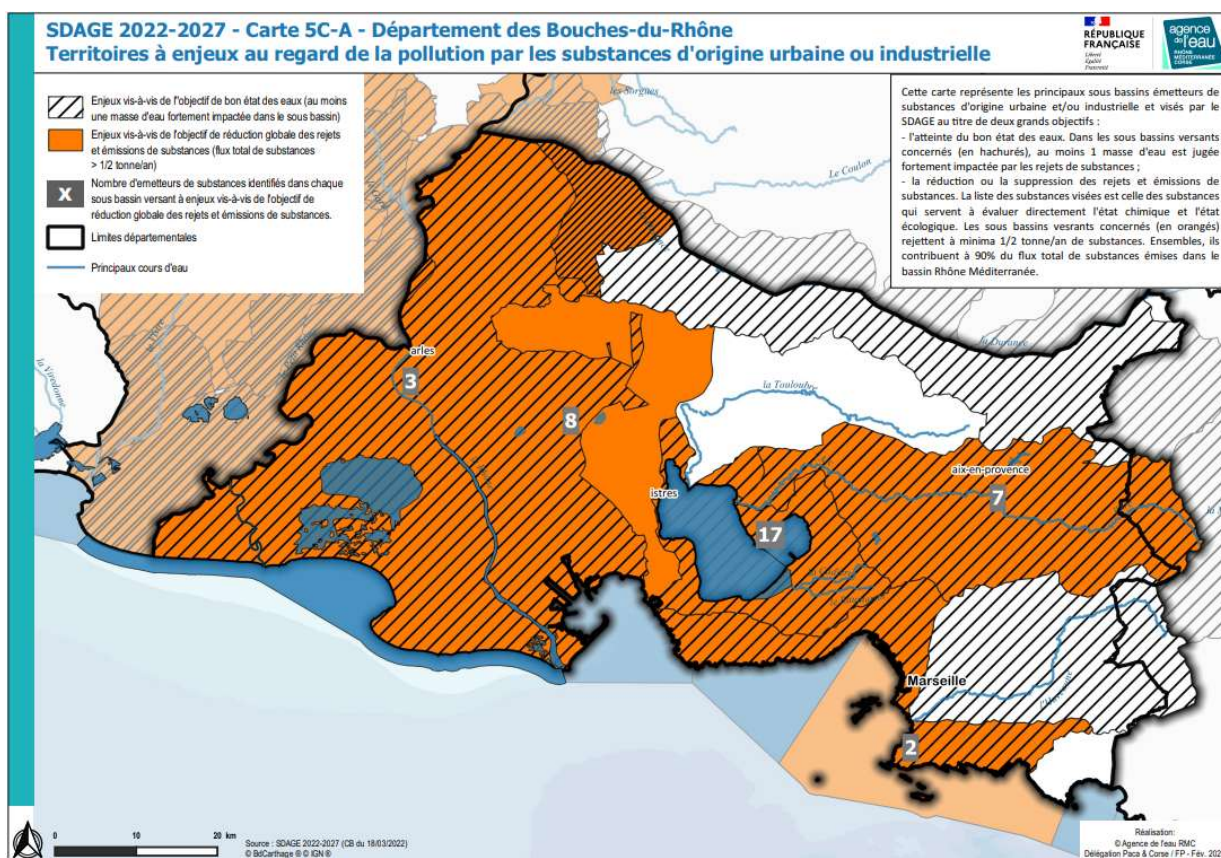 SDAGE 2022-2027 - Carte 5C-A - Département des Bouches-du-Rhône
Territoires à enjeux au regard de la pollution par les substances d'origine urbaine ou industrielle
RÉPUBLIQUE
FRANÇAISE
Liberté
Égalité
Fraternité
agence
de l'eau
RHÔNE
MÉDITERRANÉE
CORSE
Enjeux vis-à-vis de l'objectif de bon état des eaux (au moins
une masse d'eau fortement impactée dans le sous bassin)
Enjeux vis-à-vis de l'objectif de réduction globale des rejets
et émissions de substances (flux total de substances
> 1/2 tonne/an)
X
Nombre d'emetteurs de substances identifiés dans chaque
sous bassin versant à enjeux vis-à-vis de l'objectif de
réduction globale des rejets et émissions de substances.
Limites départementales
Principaux cours d'eau
Cette carte représente les principaux sous bassins émetteurs de
substances d'origine urbaine et/ou industrielle et visés par le
SDAGE au titre de deux grands objectifs :
- l'atteinte du bon état des eaux. Dans les sous bassins versants
concernés (en hachurés), au moins 1 masse d'eau est jugée
fortement impactée par les rejets de substances ;
- la réduction ou la suppression des rejets et émissions de
substances. La liste des substances visées est celle des substances
qui servent à évaluer directement l'état chimique et l'état
écologique. Les sous bassins vesrants concernés (en orangés)
rejettent à minima 1/2 tonne/an de substances. Ensembles, ils
contribuent à 90% du flux total de substances émises dans le
bassin Rhône Méditerranée.
les Sorgues
Le Coulon
la Durance
la Viredonne
arles
3
8
la Touloubre
istres
aix-en-provence
7
17
Marseille
l'Huveaune
2
0 10 20 km
Source : SDAGE 2022-2027 (CB du 18/03/2022)
© BdCarthage ® © IGN ®
Réalisation:
© Agence de l'eau RMC
Délégation Paca & Corse / FP - Fév. 202